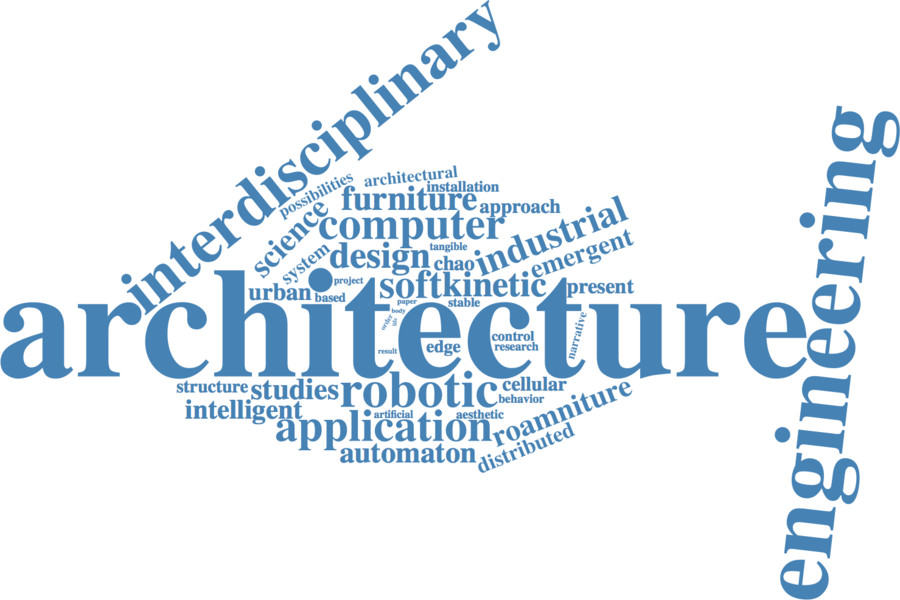 interdisciplinary
possibilities
architectural
installation
furniture
approach
science
computer
industrial
system
design
tangible
chao
emergent
urban
based
project
softkinetic
present
paper
body
stable
architecture
order
life
narrative
control
research
result
edge
engineering
structure
studies
robotic
cellular
behavior
intelligent
artificial
aesthetic
roamniture
application
distributed
automaton